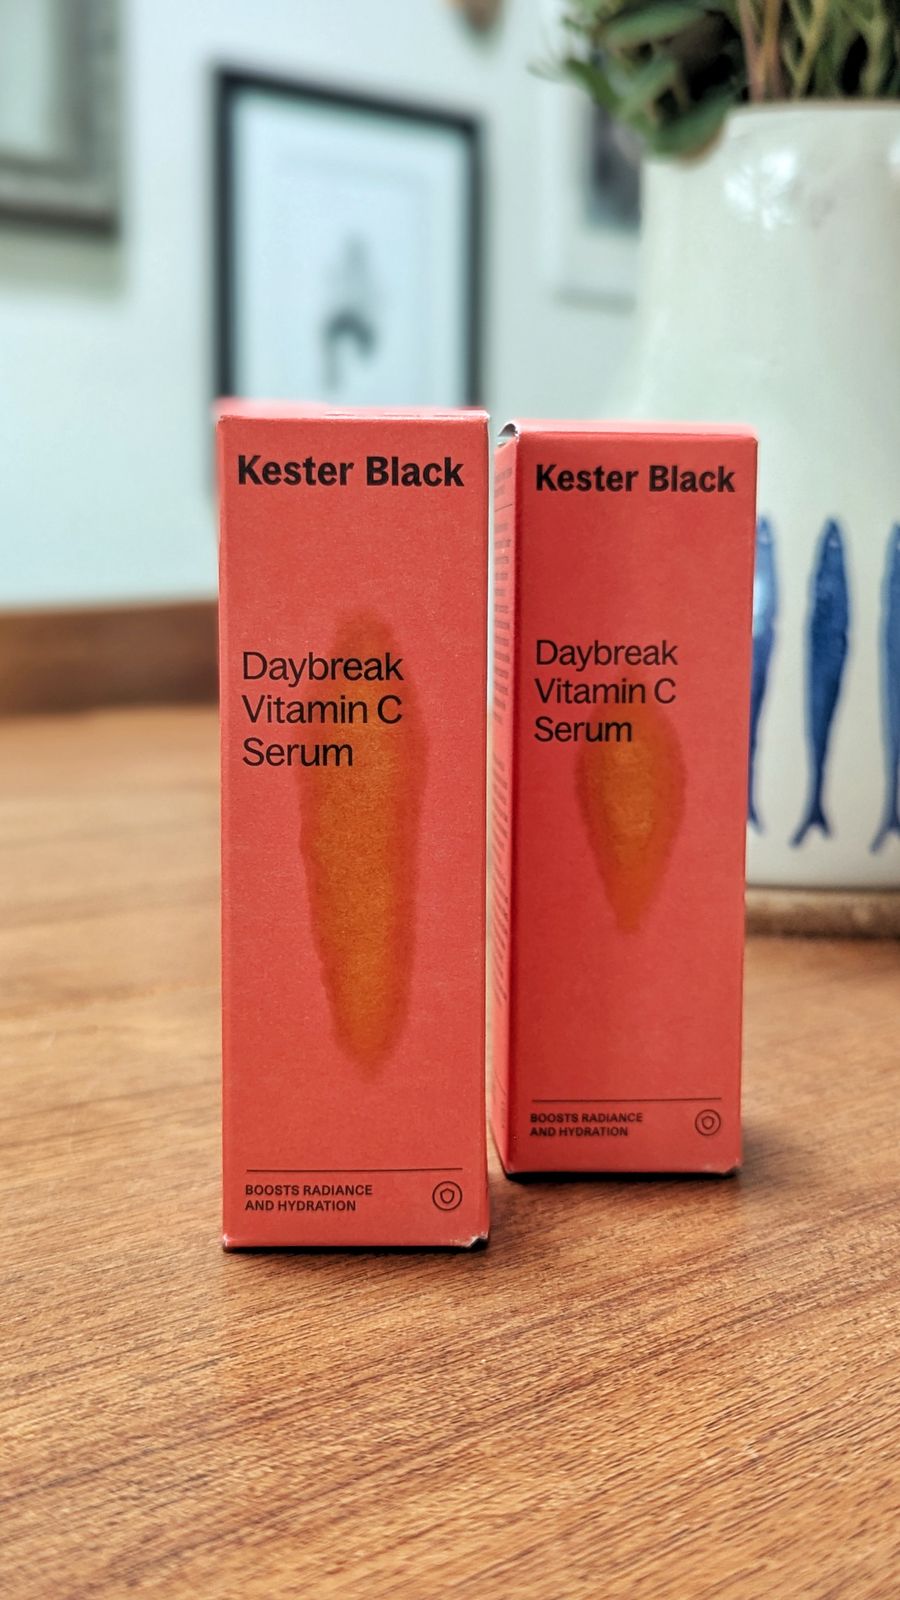 Kester Black
Daybreak
Vitamin C
Serum
BOOSTS RADIANCE
AND HYDRATION
Kester Black
Daybreak
Vitamin C
Serum
BOOSTS RADIANCE
AND HYDRATION